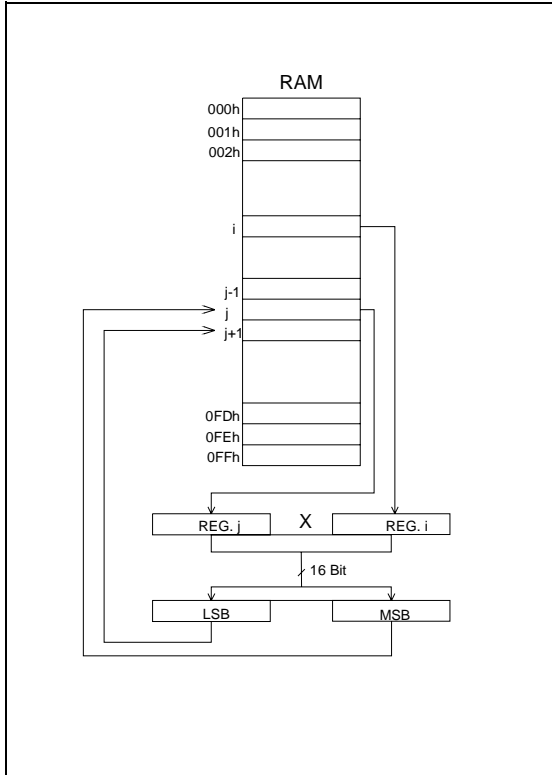 RAM
000h
001h
002h
i
j-1
j
j+1
0FDh
0FEh
0FFh
REG. j X REG. i
16 Bit
LSB MSB